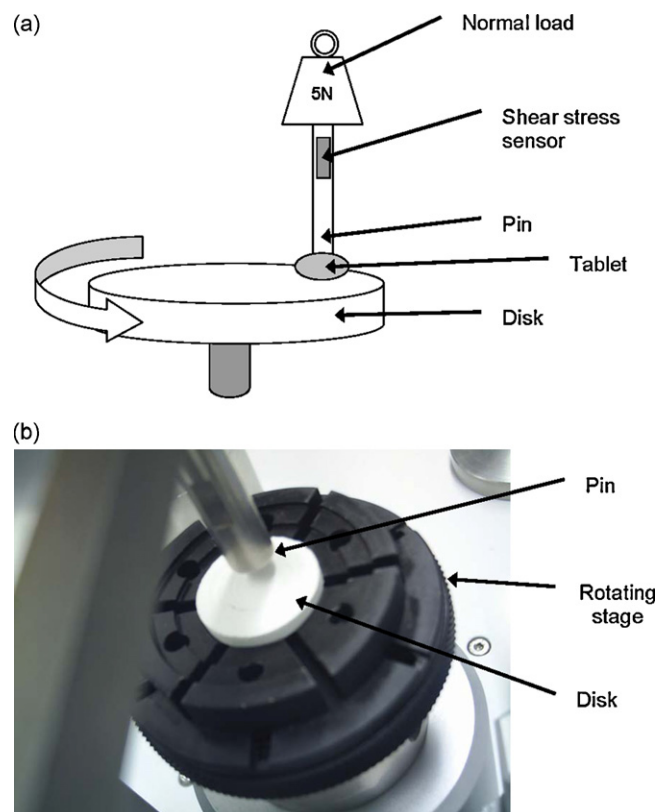 (a)
Normal load
5N
Shear stress
sensor
Pin
Tablet
Disk
(b)
Pin
Rotating
stage
Disk